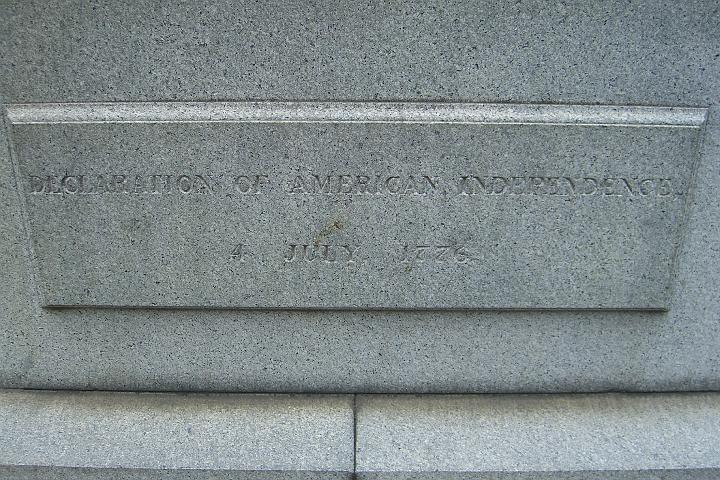 DECLARATION OF AMERICAN INDEPENDENCE.
4 JULY 1776